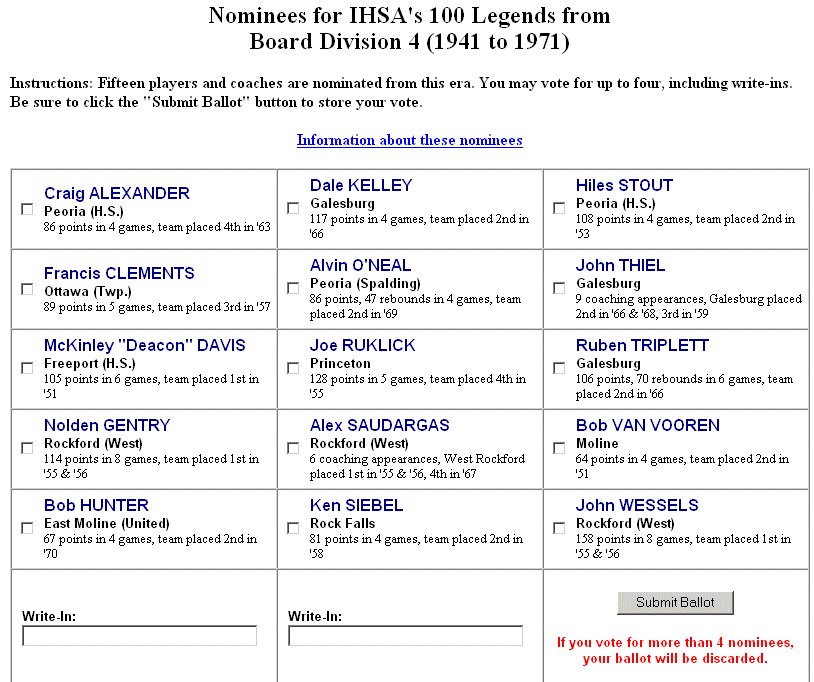 Nominees for IHSA's 100 Legends from
Board Division 4 (1941 to 1971)
Instructions: Fifteen players and coaches are nominated from this era. You may vote for up to four, including write-ins.
Be sure to click the "Submit Ballot" button to store your vote.
Information about these nominees
Craig ALEXANDER
Peoria (H.S.)
86 points in 4 games, team placed 4th in '63
Dale KELLEY
Galesburg
117 points in 4 games, team placed 2nd in
'66
Hiles STOUT
Peoria (H.S.)
108 points in 4 games, team placed 2nd in
'53
Francis CLEMENTS
Ottawa (Twp.)
89 points in 5 games, team placed 3rd in '57
Alvin O'NEAL
Peoria (Spalding)
86 points, 47 rebounds in 4 games, team
placed 2nd in '69
John THIEL
Galesburg
9 coaching appearances, Galesburg placed
2nd in '66 & '68, 3rd in '59
McKinley "Deacon" DAVIS
Freeport (H.S.)
105 points in 6 games, team placed 1st in
'51
Joe RUKLICK
Princeton
128 points in 5 games, team placed 4th in
'55
Ruben TRIPLETT
Galesburg
106 points, 70 rebounds in 6 games, team
placed 2nd in '66
Nolden GENTRY
Rockford (West)
114 points in 8 games, team placed 1st in
'55 & '56
Alex SAUDARGAS
Rockford (West)
6 coaching appearances, West Rockford
placed 1st in '55 & '56, 4th in '67
Bob VAN VOOREN
Moline
64 points in 4 games, team placed 2nd in
'51
Bob HUNTER
East Moline (United)
67 points in 4 games, team placed 2nd in
'70
Ken SIEBEL
Rock Falls
81 points in 4 games, team placed 2nd in
'58
John WESSELS
Rockford (West)
158 points in 8 games, team placed 1st in
'55 & '56
Write-In:
Write-In:
Submit Ballot
If you vote for more than 4 nominees,
your ballot will be discarded.